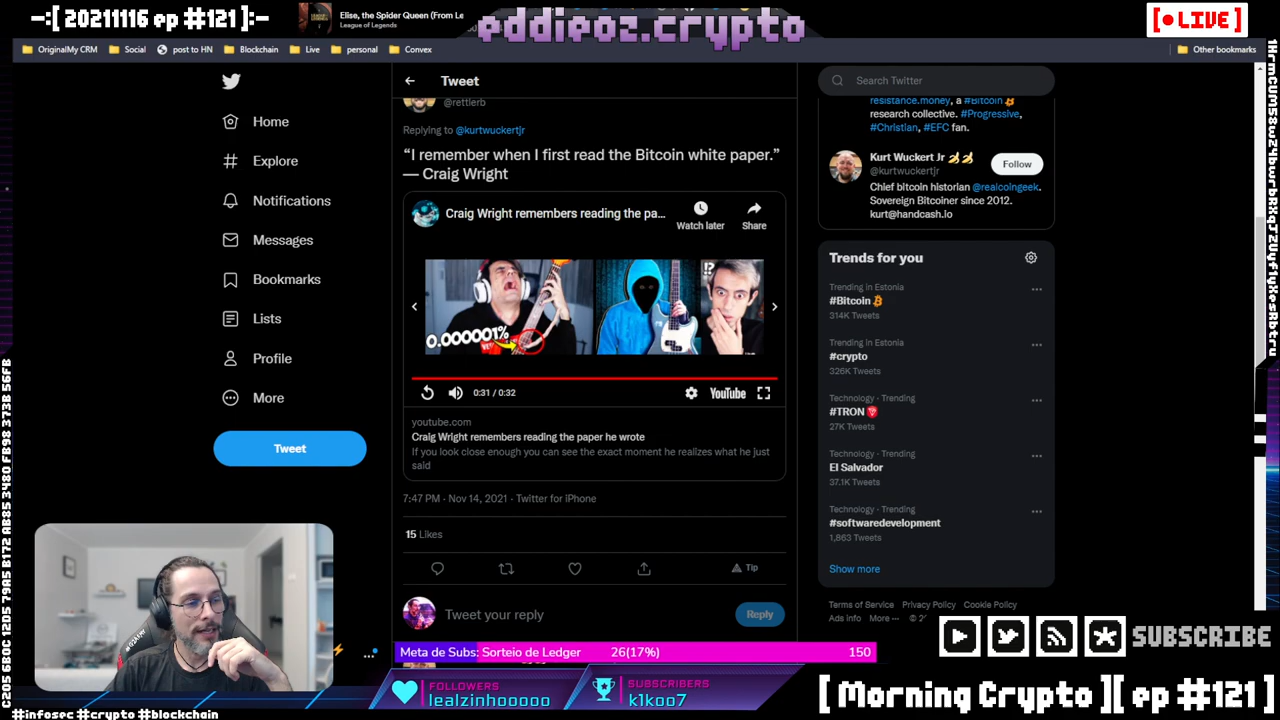 -:[ 20211116 ep #121 ]:-
Elise, the Spider Queen (From Le
League of Legends
eddieoz.crypto
[ • LIVE ]
OriginalMy CRM
Social
post to HN
Blockchain
Live
personal
Convex
Other bookmarks
Home
Explore
Notifications
Messages
Bookmarks
Lists
Profile
More
Tweet
Tweet
@rettlerb
Replying to @kurtwuckertjr
“I remember when I first read the Bitcoin white paper.”
— Craig Wright
Craig Wright remembers reading the pa...
Watch later
Share
!?
0.000001%
0:31 / 0:32
YouTube
youtube.com
Craig Wright remembers reading the paper he wrote
If you look close enough you can see the exact moment he realizes what he just
said
7:47 PM · Nov 14, 2021 · Twitter for iPhone
15 Likes
Tip
Tweet your reply
Reply
Search Twitter
resistance.money, a #Bitcoin
research collective. #Progressive,
#Christian, #EFC fan.
Kurt Wuckert Jr
@kurtwuckertjr
Follow
Chief bitcoin historian @realcoingeek.
Sovereign Bitcoiner since 2012.
kurt@handcash.io
Trends for you
Trending in Estonia
#Bitcoin
314K Tweets
Trending in Estonia
#crypto
326K Tweets
Technology · Trending
#TRON
27K Tweets
Technology · Trending
El Salvador
37.1K Tweets
Technology · Trending
#softwaredevelopment
1,863 Tweets
Show more
Terms of Service
Privacy Policy
Cookie Policy
Ads info
More ···
SUBSCRIBE
Meta de Subs: Sorteio de Ledger
26(17%)
150
FOLLOWERS
lealzinhooooo
SUBSCRIBERS
k1koo7
[ Morning Crypto ][ ep #121 ]
#infosec #crypto #blockchain